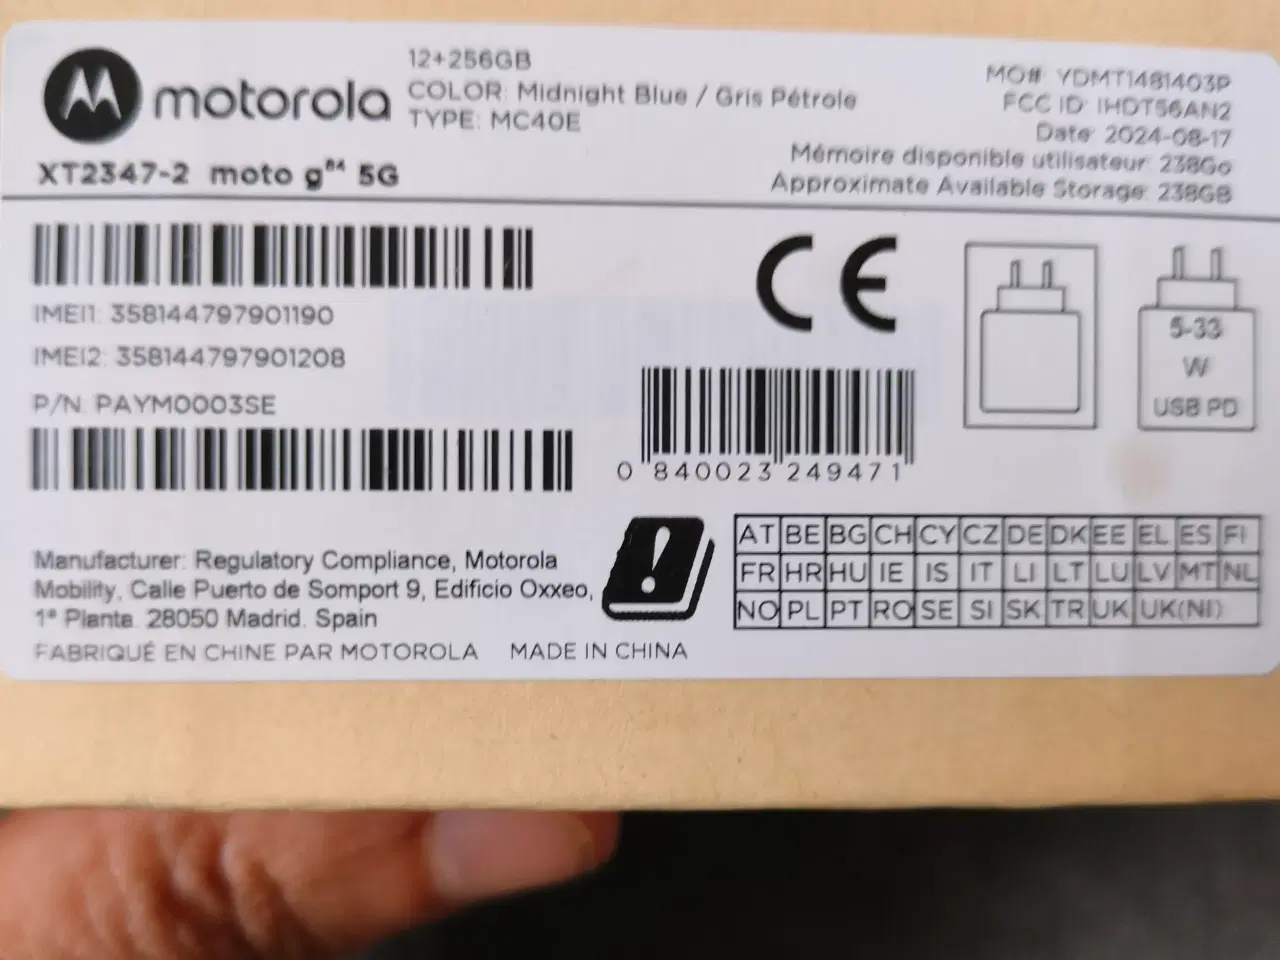 motorola
12+256GB
COLOR: Midnight Blue / Gris Pétrole
TYPE: MC40E
XT2347-2 moto g⁸⁴ 5G
MO#: YDMT1481403P
FCC ID: IHDT56AN2
Date: 2024-08-17
Mémoire disponible utilisateur: 238Go
Approximate Available Storage: 238GB
IMEI1: 358144797901190
IMEI2: 358144797901208
P/N: PAYM0003SE
CE
5-33
W
USB PD
0 840023 249471
Manufacturer: Regulatory Compliance, Motorola
Mobility, Calle Puerto de Somport 9, Edificio Oxxeo,
1ª Planta. 28050 Madrid. Spain
FABRIQUÉ EN CHINE PAR MOTOROLA MADE IN CHINA
AT BE BG CH CY CZ DE DK EE EL ES FI
FR HR HU IE IS IT LI LT LU LV MT NL
NO PL PT RO SE SI SK TR UK UK(NI)